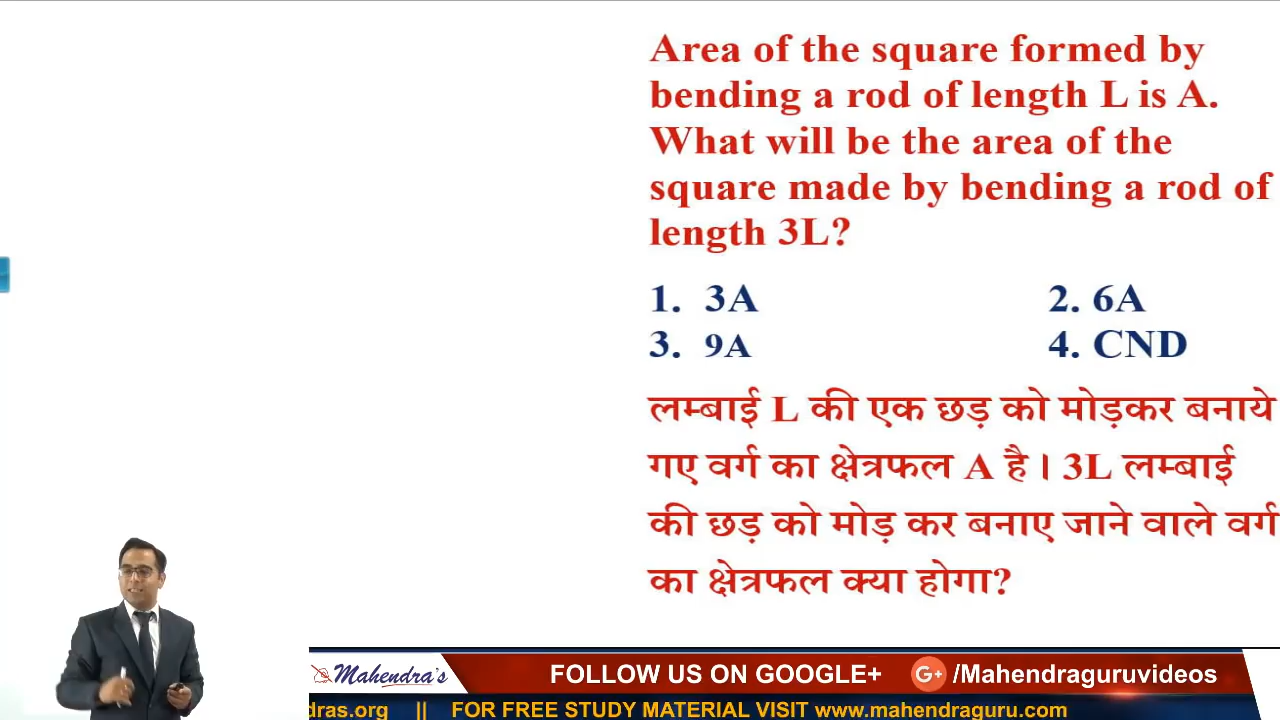 Area of the square formed by
bending a rod of length L is A.
What will be the area of the
square made by bending a rod of
length 3L?
1. 3A 2. 6A
3. 9A 4. CND
लम्बाई L की एक छड़ को मोड़कर बनाये
गए वर्ग का क्षेत्रफल A है। 3L लम्बाई
की छड़ को मोड़ कर बनाए जाने वाले वर्ग
का क्षेत्रफल क्या होगा?
Mahendra's FOLLOW US ON GOOGLE+ G+ /Mahendraguruvideos
dras.org || FOR FREE STUDY MATERIAL VISIT www.mahendraguru.com